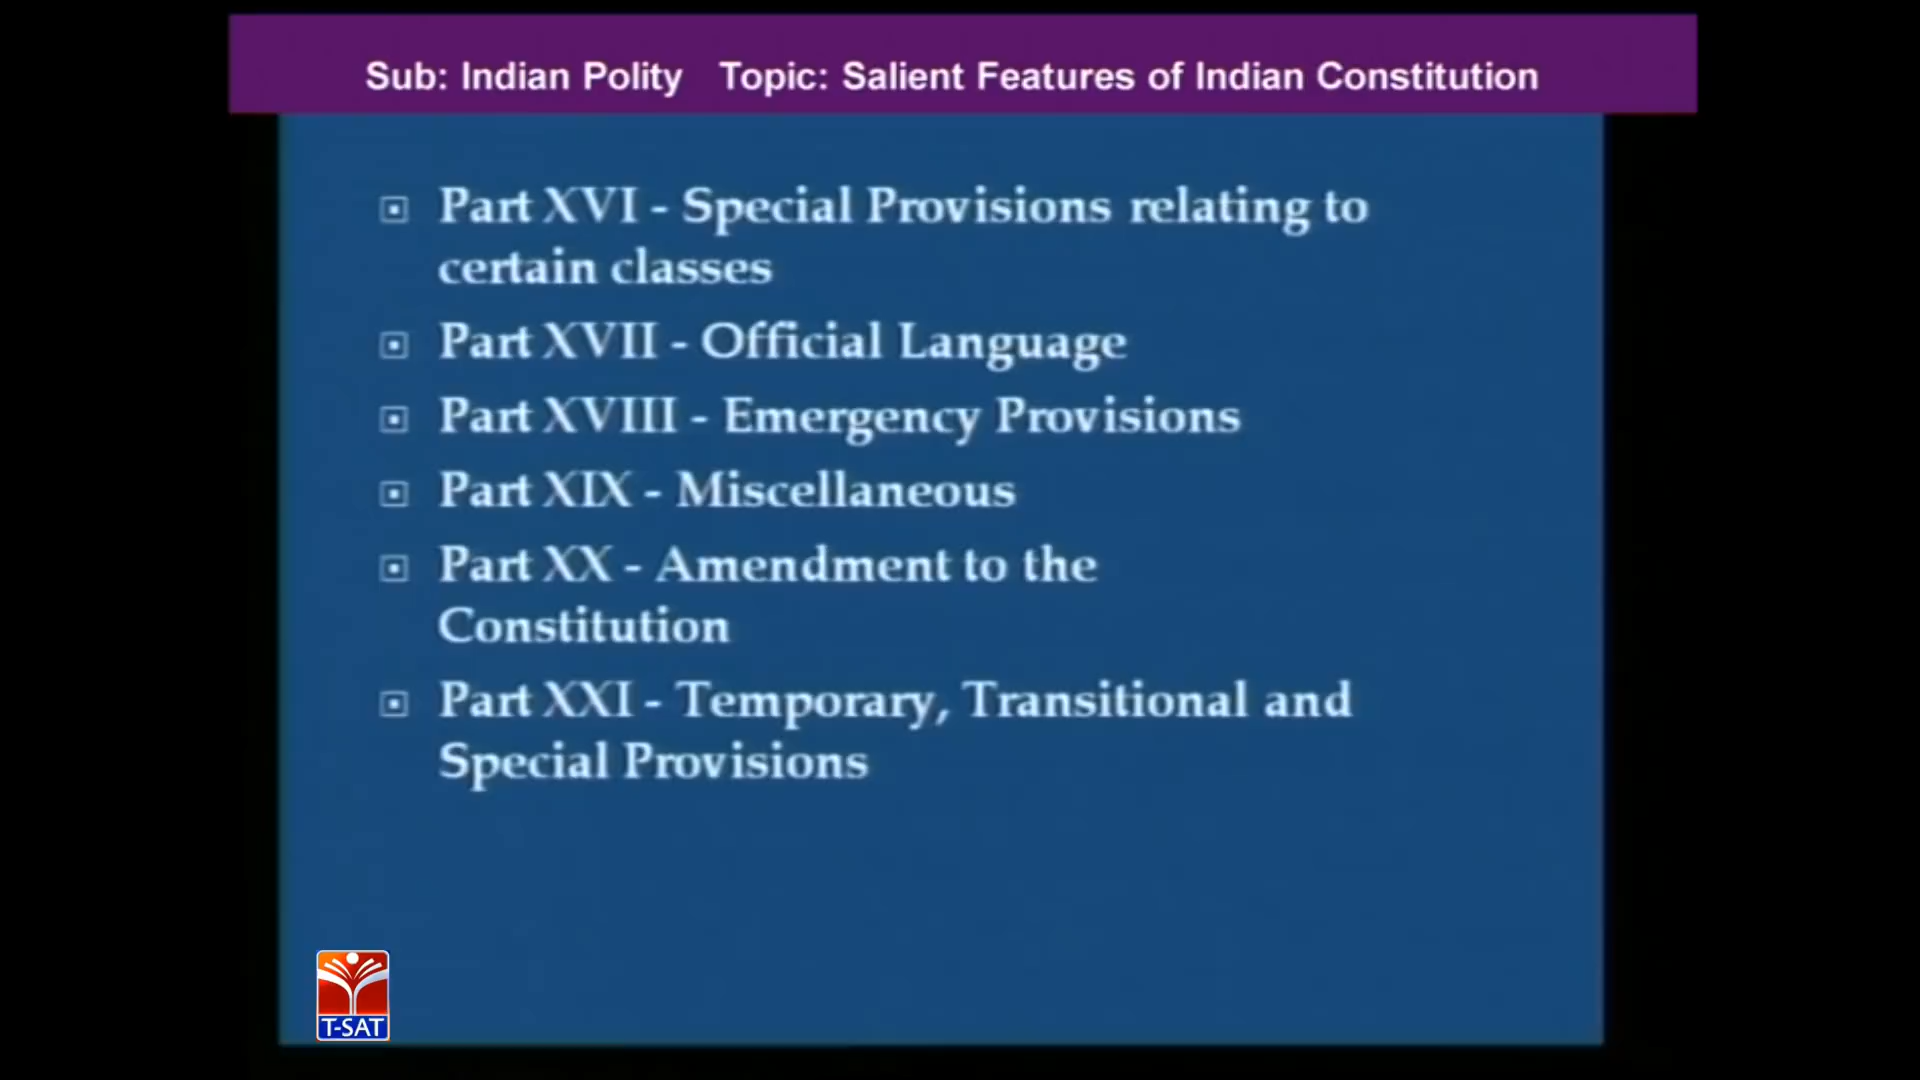 Sub: Indian Polity Topic: Salient Features of Indian Constitution
Part XVI - Special Provisions relating to
certain classes
Part XVII - Official Language
Part XVIII - Emergency Provisions
Part XIX - Miscellaneous
Part XX - Amendment to the
Constitution
Part XXI - Temporary, Transitional and
Special Provisions
T-SAT